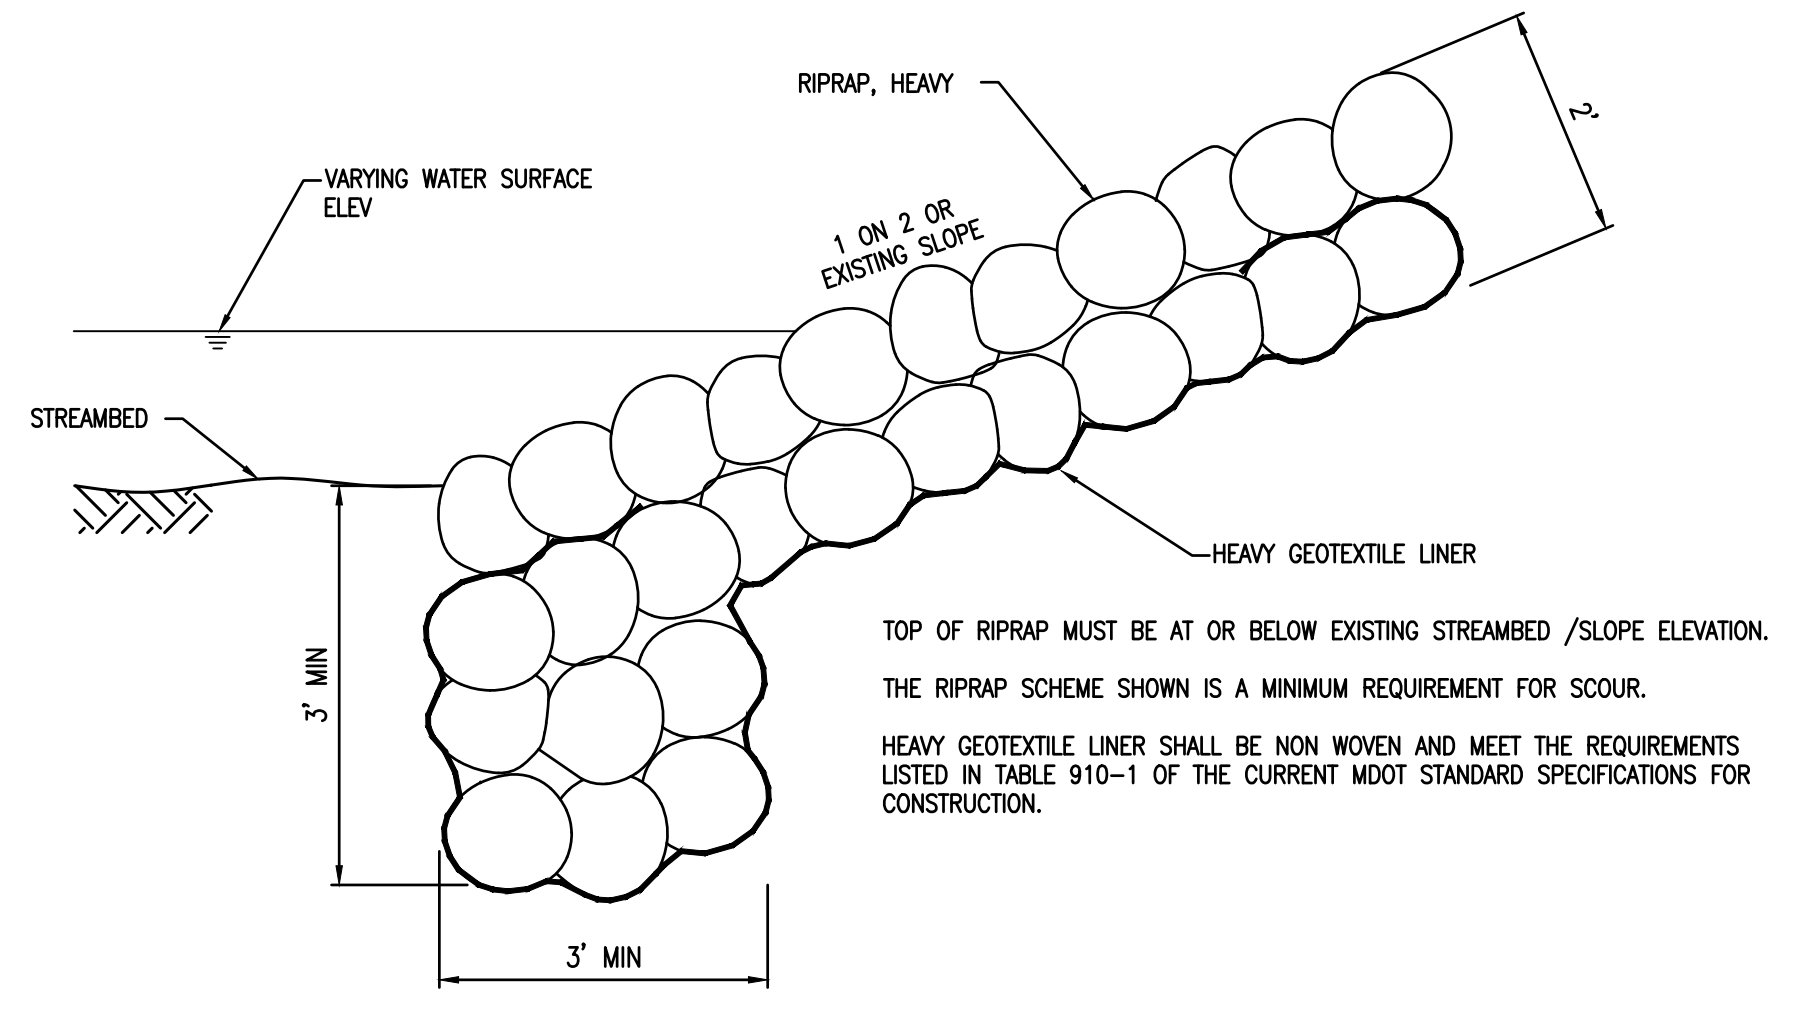 RIPRAP, HEAVY
2'
VARYING WATER SURFACE
ELEV
1 ON 2 OR
EXISTING SLOPE
STREAMBED
HEAVY GEOTEXTILE LINER
3' MIN
3' MIN
TOP OF RIPRAP MUST BE AT OR BELOW EXISTING STREAMBED /SLOPE ELEVATION.
THE RIPRAP SCHEME SHOWN IS A MINIMUM REQUIREMENT FOR SCOUR.
HEAVY GEOTEXTILE LINER SHALL BE NON WOVEN AND MEET THE REQUIREMENTS
LISTED IN TABLE 910-1 OF THE CURRENT MDOT STANDARD SPECIFICATIONS FOR
CONSTRUCTION.